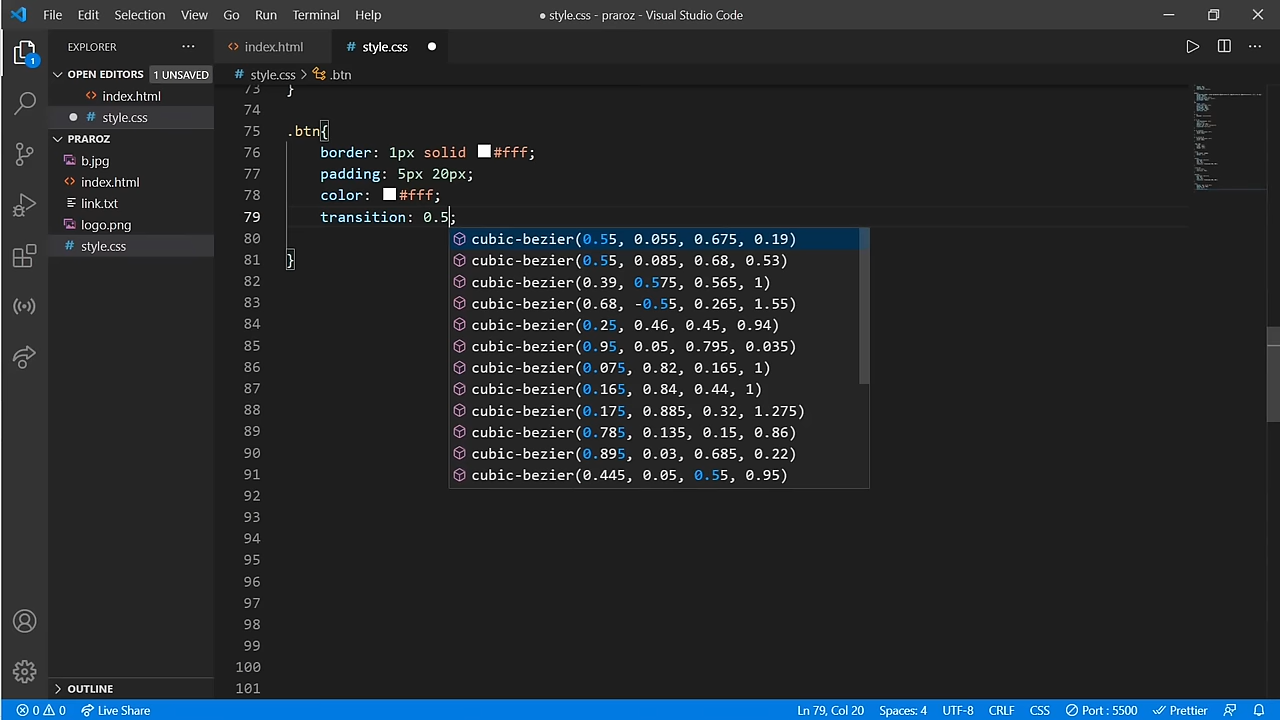 File Edit Selection View Go Run Terminal Help
● style.css - praroz - Visual Studio Code
EXPLORER
OPEN EDITORS 1 UNSAVED
index.html
# style.css
PRAROZ
b.jpg
index.html
link.txt
logo.png
# style.css
OUTLINE
1
index.html # style.css
# style.css > .btn
73 }
74
75 .btn{
76 border: 1px solid #fff;
77 padding: 5px 20px;
78 color: #fff;
79 transition: 0.5;
80
81 }
82
83
84
85
86
87
88
89
90
91
92
93
94
95
96
97
98
99
100
101
cubic-bezier(0.55, 0.055, 0.675, 0.19)
cubic-bezier(0.55, 0.085, 0.68, 0.53)
cubic-bezier(0.39, 0.575, 0.565, 1)
cubic-bezier(0.68, -0.55, 0.265, 1.55)
cubic-bezier(0.25, 0.46, 0.45, 0.94)
cubic-bezier(0.95, 0.05, 0.795, 0.035)
cubic-bezier(0.075, 0.82, 0.165, 1)
cubic-bezier(0.165, 0.84, 0.44, 1)
cubic-bezier(0.175, 0.885, 0.32, 1.275)
cubic-bezier(0.785, 0.135, 0.15, 0.86)
cubic-bezier(0.895, 0.03, 0.685, 0.22)
cubic-bezier(0.445, 0.05, 0.55, 0.95)
0 0 Live Share
Ln 79, Col 20 Spaces: 4 UTF-8 CRLF CSS Port : 5500 Prettier